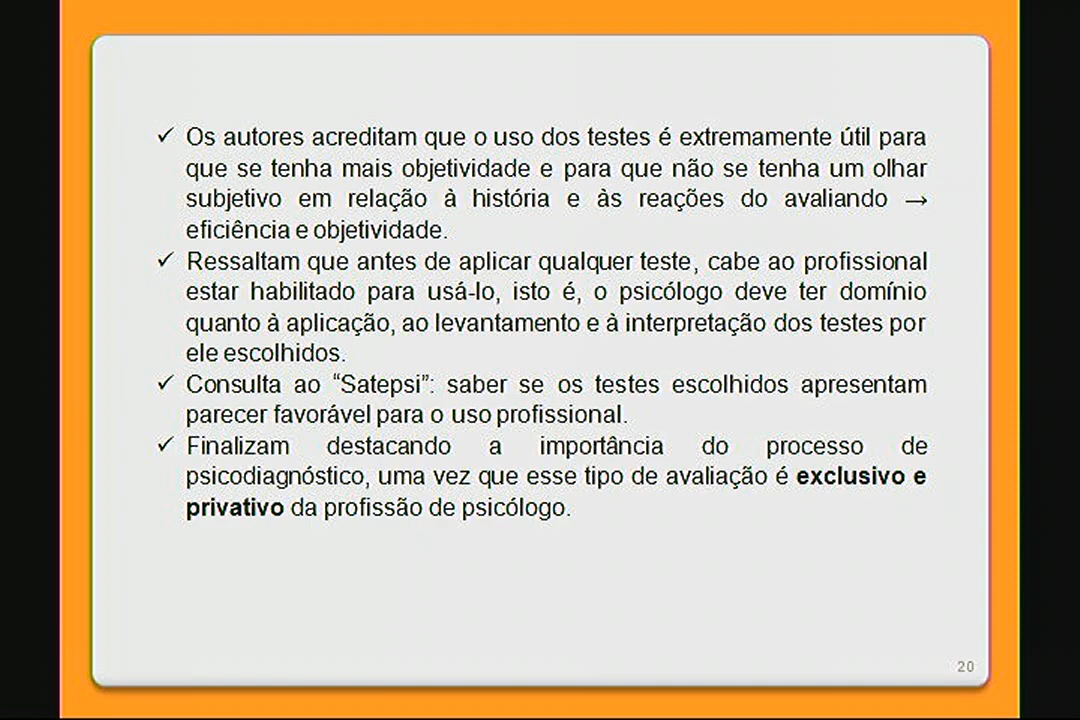 ✓ Os autores acreditam que o uso dos testes é extremamente útil para
que se tenha mais objetividade e para que não se tenha um olhar
subjetivo em relação à história e às reações do avaliando →
eficiência e objetividade.
✓ Ressaltam que antes de aplicar qualquer teste, cabe ao profissional
estar habilitado para usá-lo, isto é, o psicólogo deve ter domínio
quanto à aplicação, ao levantamento e à interpretação dos testes por
ele escolhidos.
✓ Consulta ao “Satepsi”: saber se os testes escolhidos apresentam
parecer favorável para o uso profissional.
✓ Finalizam destacando a importância do processo de
psicodiagnóstico, uma vez que esse tipo de avaliação é exclusivo e
privativo da profissão de psicólogo.
20